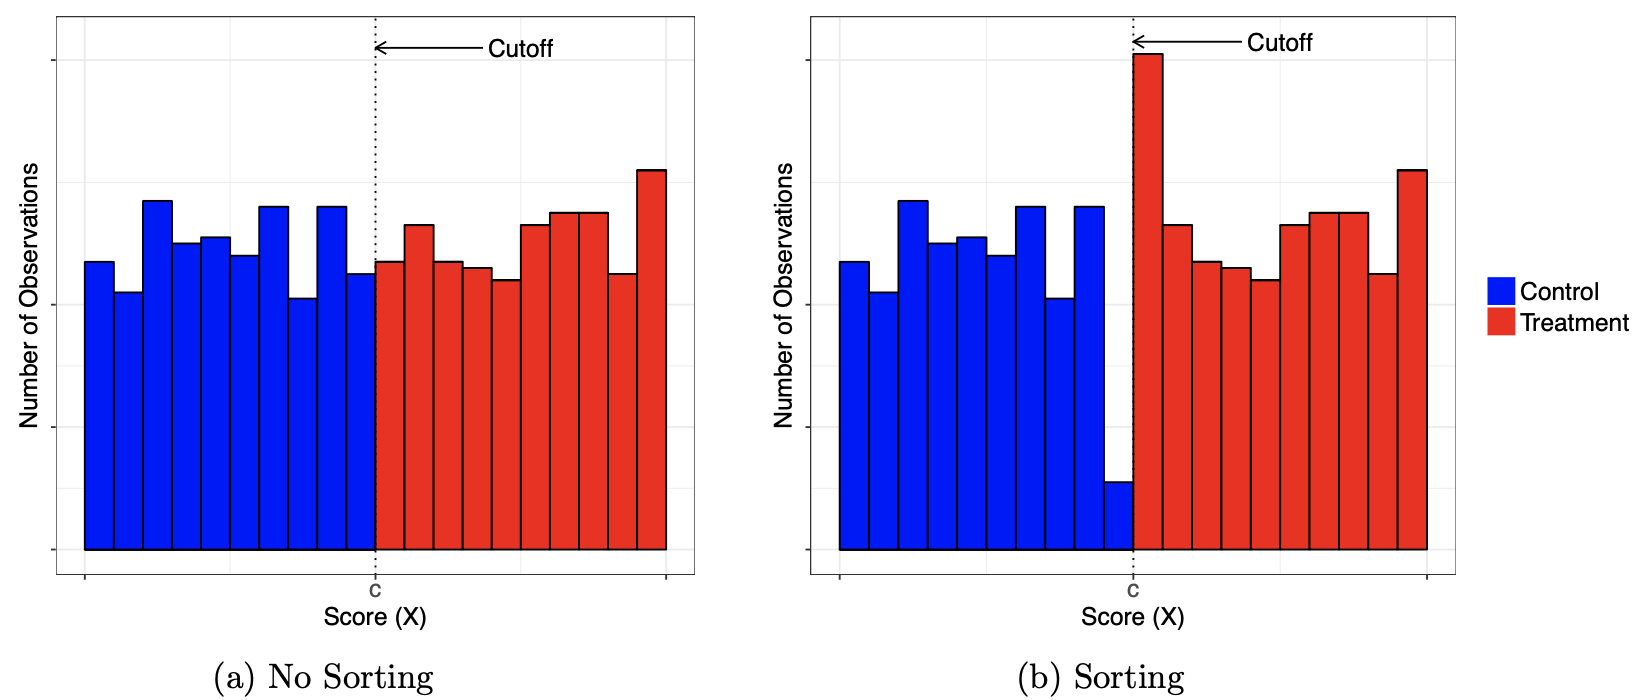 Cutoff
Number of Observations
c
Score (X)
(a) No Sorting
Cutoff
Number of Observations
c
Score (X)
(b) Sorting
Control
Treatment